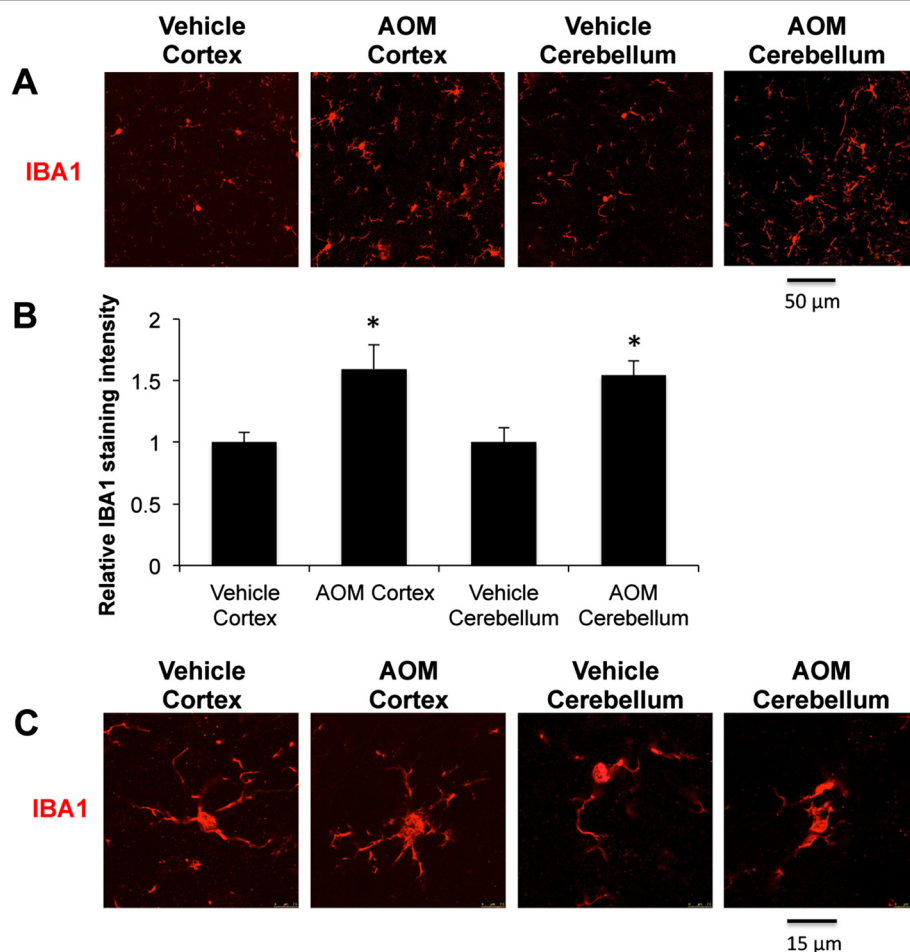 Vehicle
Cortex
AOM
Cortex
Vehicle
Cerebellum
AOM
Cerebellum
A
IBA1
50 µm
B
Relative IBA1 staining intensity
2
1.5
1
0.5
0
*
*
Vehicle
Cortex
AOM Cortex
Vehicle
Cerebellum
AOM
Cerebellum
Vehicle
Cortex
AOM
Cortex
Vehicle
Cerebellum
AOM
Cerebellum
C
IBA1
15 µm